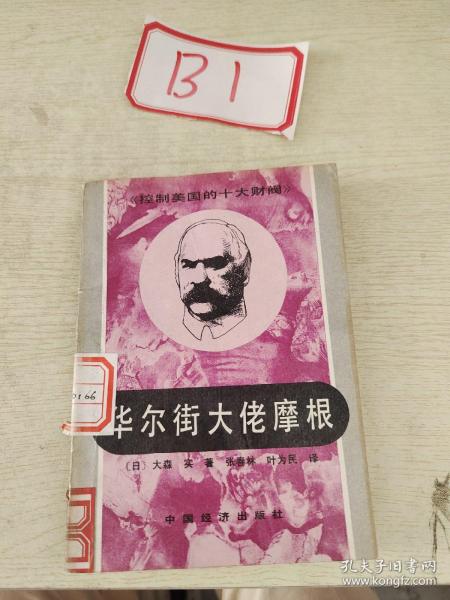 B1
《控制美国的十大财阀》
0166
华尔街大佬摩根
〔日〕大森 实 著 张春林 叶为民 译
中国经济出版社
孔夫子旧书网
www.kongfz.com